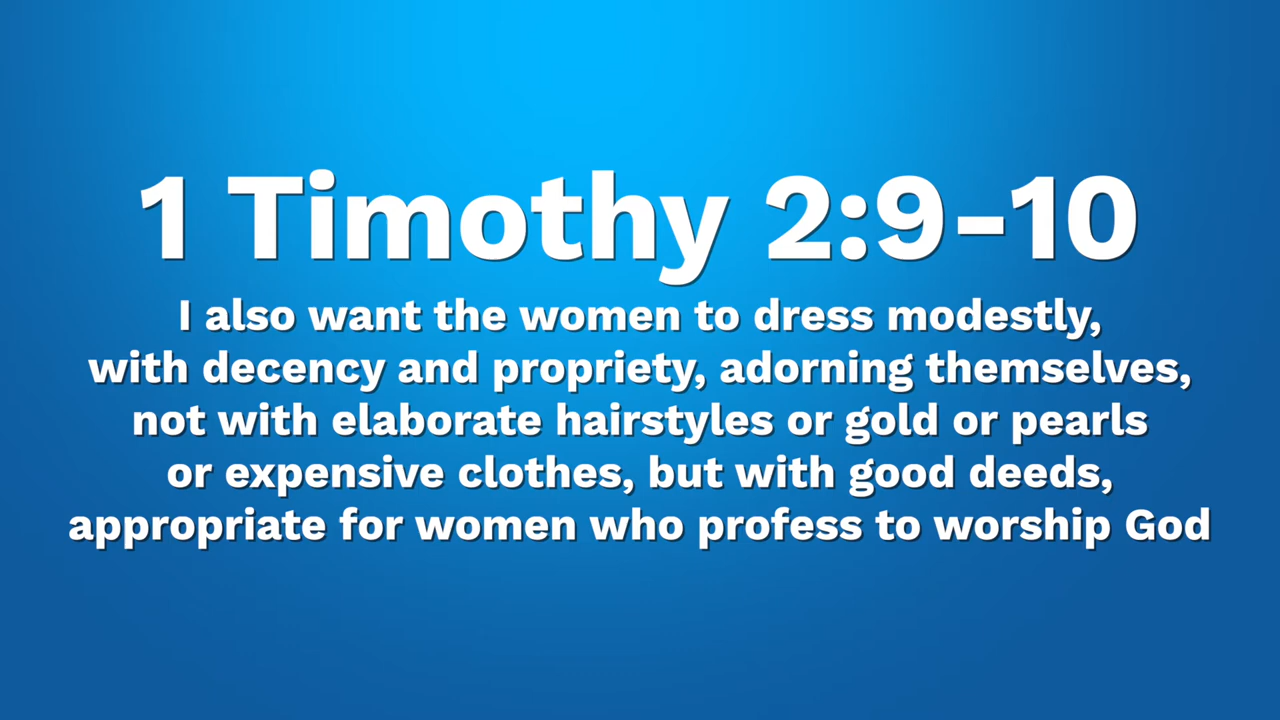 1 Timothy 2:9-10
I also want the women to dress modestly,
with decency and propriety, adorning themselves,
not with elaborate hairstyles or gold or pearls
or expensive clothes, but with good deeds,
appropriate for women who profess to worship God